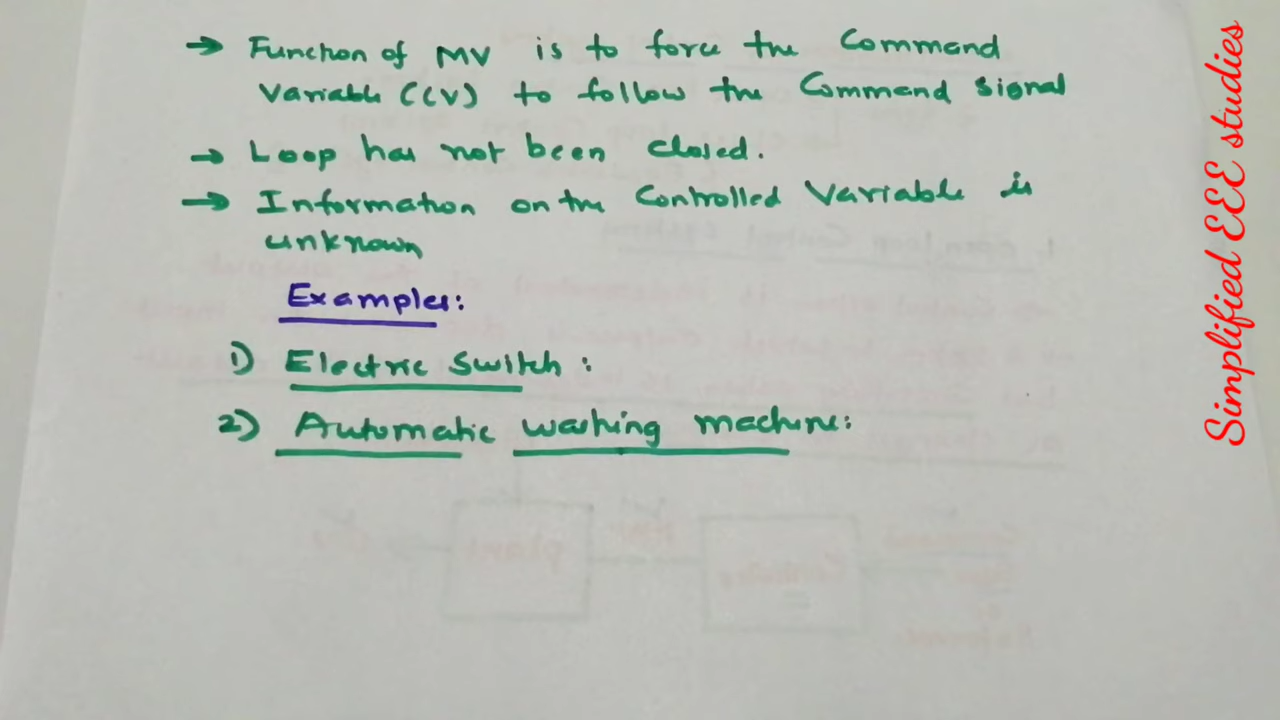 → Function of MV is to force the Command
Variable (CV) to follow the Command Signal
→ Loop has not been closed.
→ Information on the Controlled Variable is
unknown
Examples:
1) Electric Switch :
2) Automatic washing machine:
Simplified EEE studies